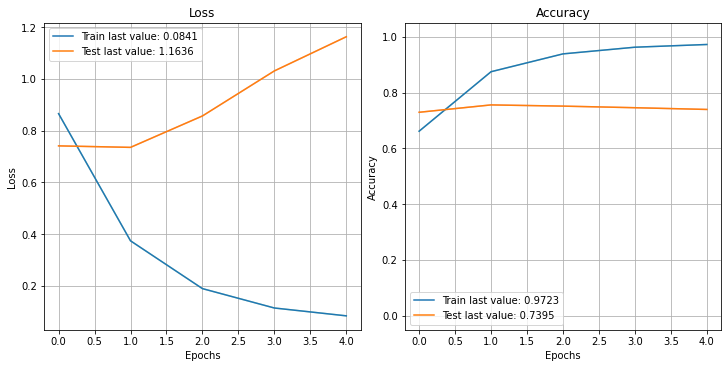 Loss
Train last value: 0.0841
Test last value: 1.1636
1.2
1.0
0.8
0.6
0.4
0.2
Loss
0.0 0.5 1.0 1.5 2.0 2.5 3.0 3.5 4.0
Epochs
Accuracy
1.0
0.8
0.6
0.4
0.2
0.0
Accuracy
Train last value: 0.9723
Test last value: 0.7395
0.0 0.5 1.0 1.5 2.0 2.5 3.0 3.5 4.0
Epochs